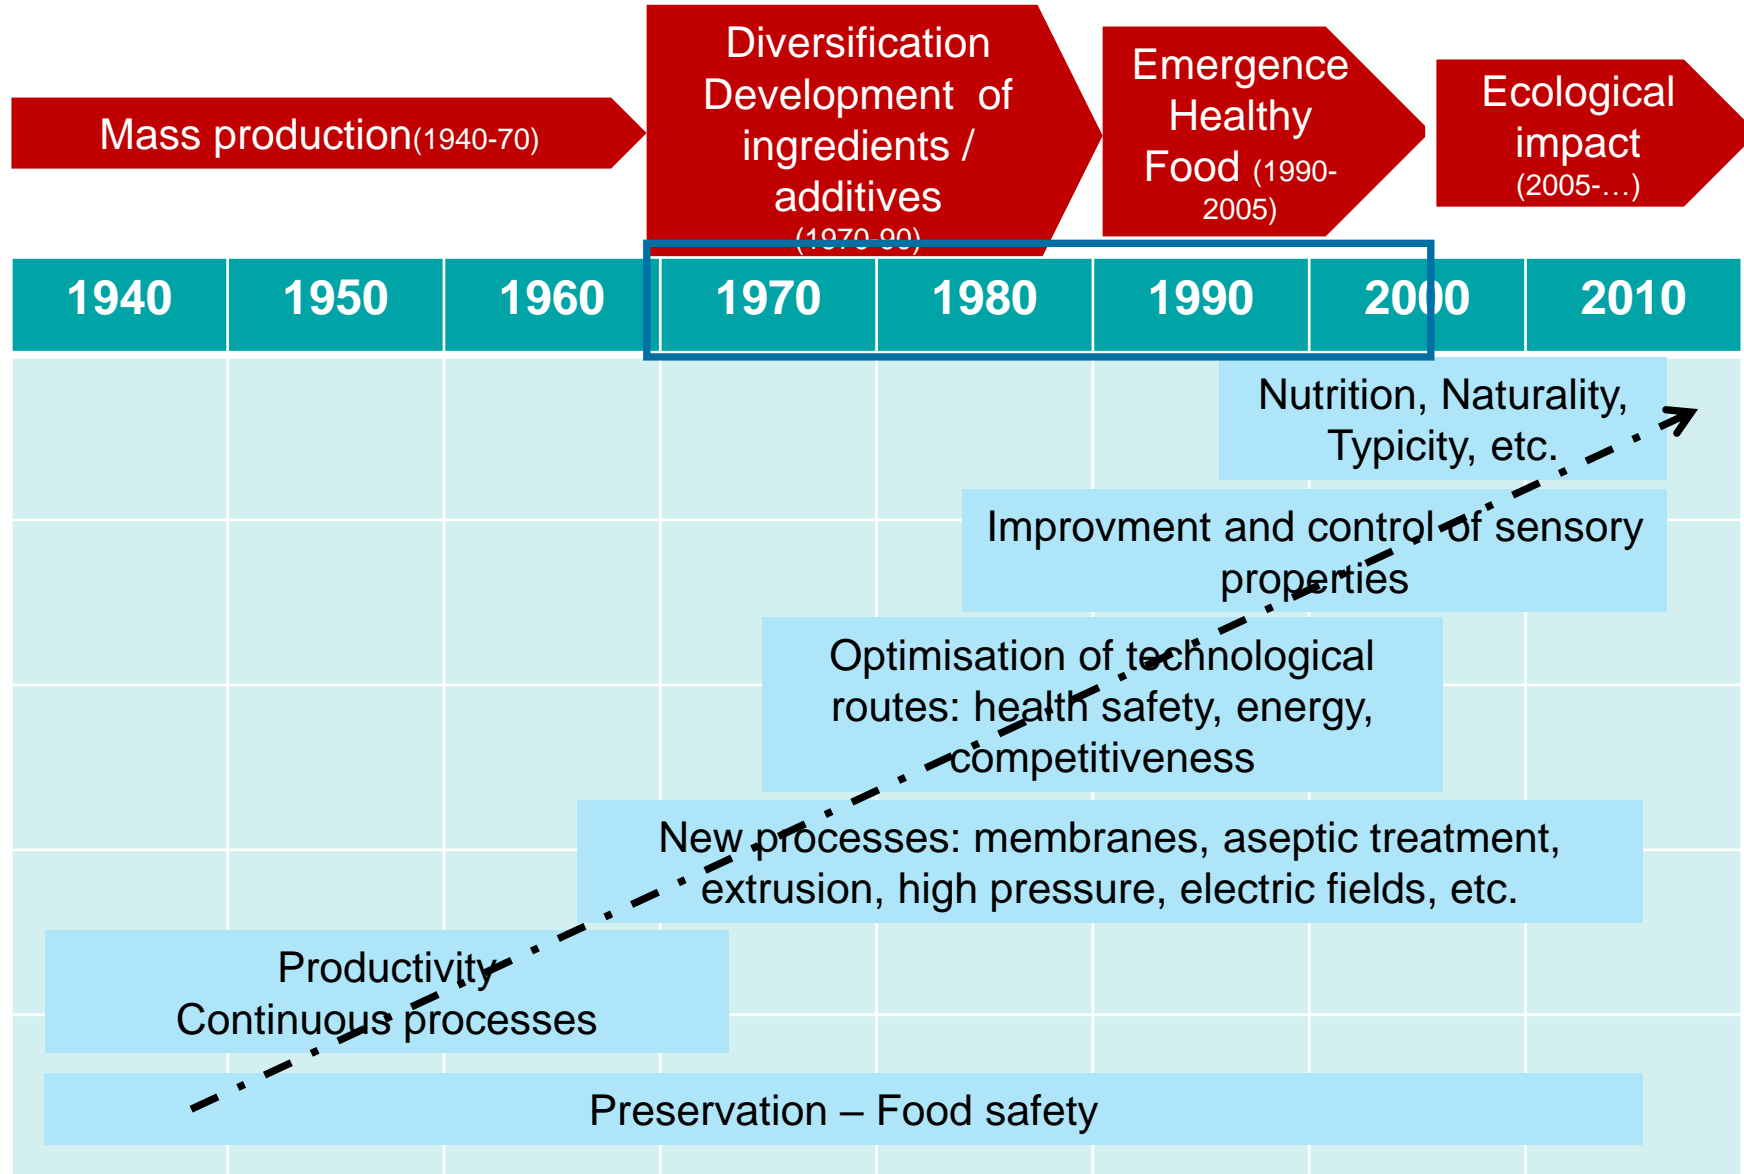 Mass production(1940-70)
Diversification
Development of
ingredients /
additives
(1970-90)
Emergence
Healthy
Food (1990-
2005)
Ecological
impact
(2005-…)
1940 1950 1960 1970 1980 1990 2000 2010
Nutrition, Naturality,
Typicity, etc.
Improvment and control of sensory
properties
Optimisation of technological
routes: health safety, energy,
competitiveness
New processes: membranes, aseptic treatment,
extrusion, high pressure, electric fields, etc.
Productivity
Continuous processes
Preservation – Food safety